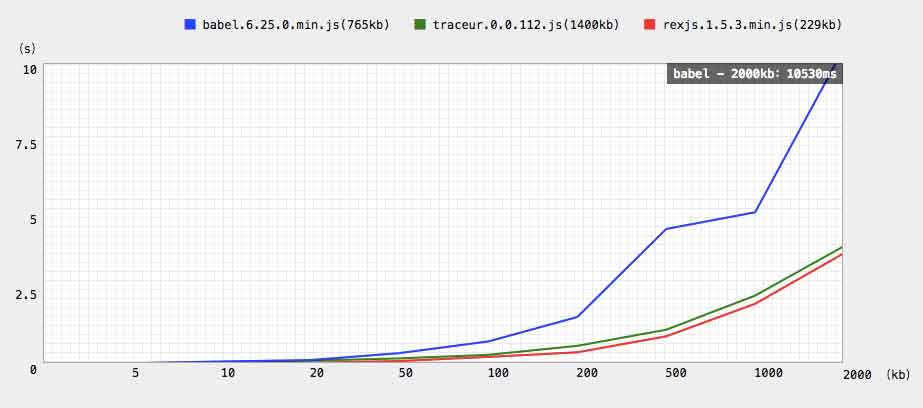 babel.6.25.0.min.js(765kb) traceur.0.0.112.js(1400kb) rexjs.1.5.3.min.js(229kb)
(s)
10
babel - 2000kb: 10530ms
7.5
5
2.5
0
5 10 20 50 100 200 500 1000 2000 (kb)